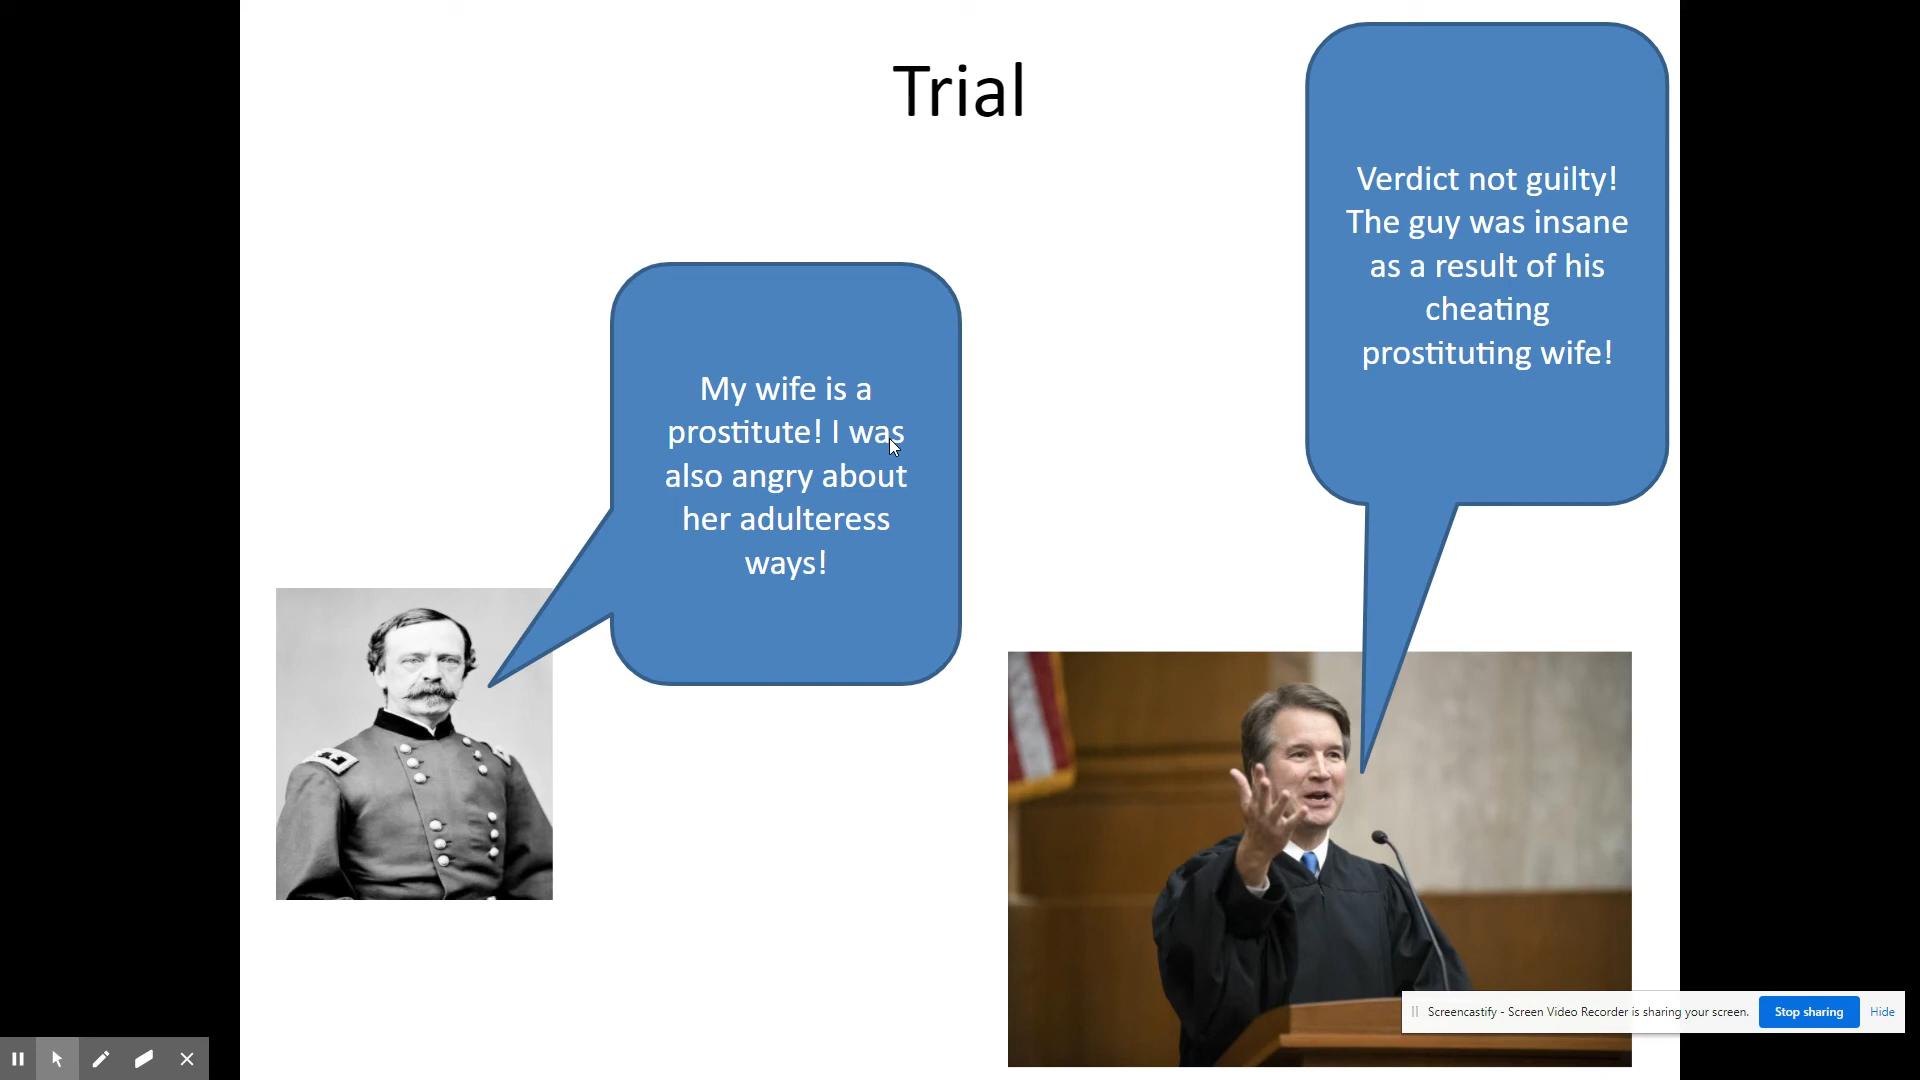 Trial
Verdict not guilty!
The guy was insane
as a result of his
cheating
prostituting wife!
My wife is a
prostitute! I was
also angry about
her adulteress
ways!
Screencastify - Screen Video Recorder is sharing your screen.
Stop sharing
Hide